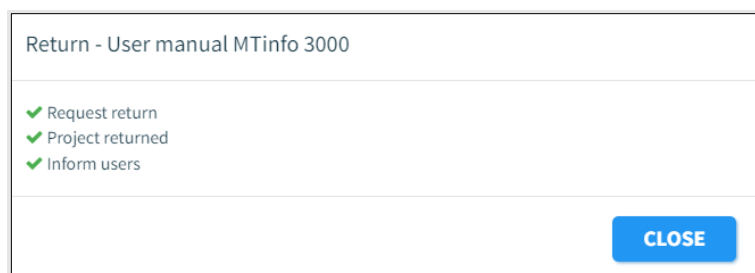 Return - User manual MTinfo 3000
Request return
Project returned
Inform users
CLOSE